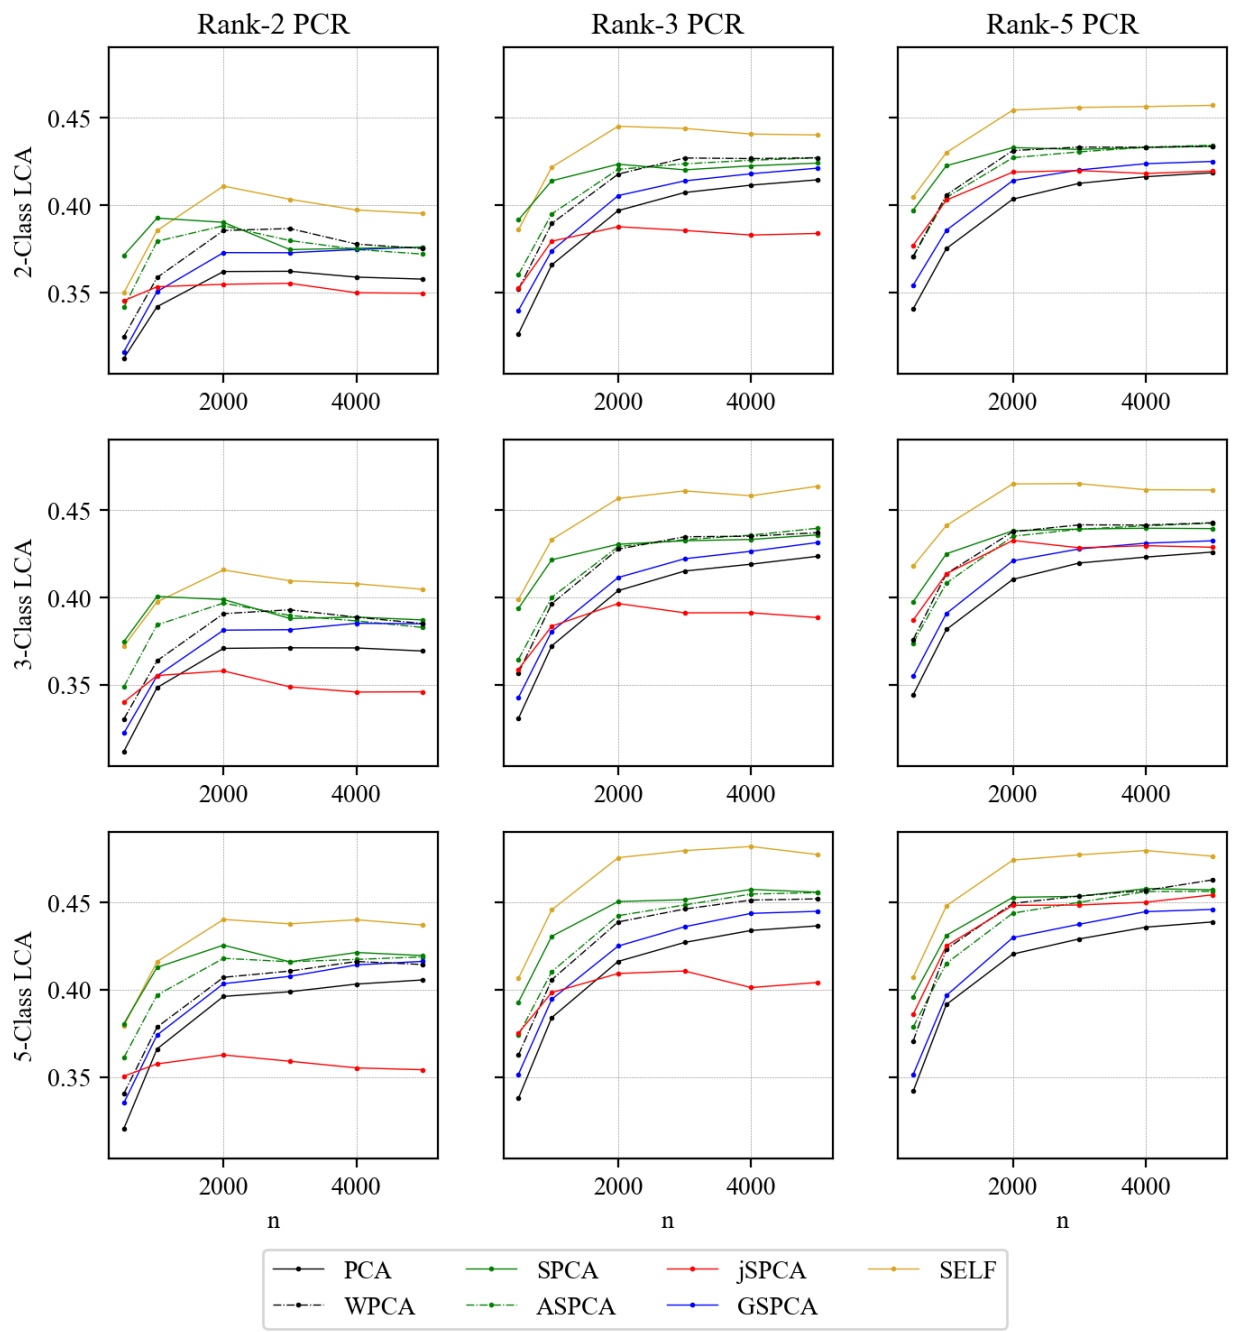 Rank-2 PCR Rank-3 PCR Rank-5 PCR
2-Class LCA
0.45
0.40
0.35
2000 4000 2000 4000 2000 4000
3-Class LCA
0.45
0.40
0.35
2000 4000 2000 4000 2000 4000
5-Class LCA
0.45
0.40
0.35
2000 4000 2000 4000 2000 4000
n n n
PCA SPCA jSPCA SELF
WPCA ASPCA GSPCA